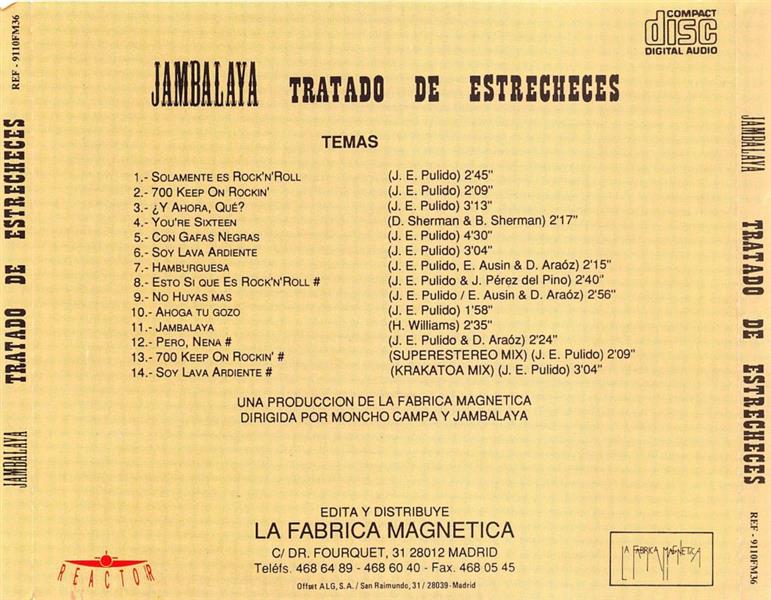 REF - 9110FM36
JAMBALAYA TRATADO DE ESTRECHECES
COMPACT
disc
DIGITAL AUDIO
JAMBALAYA TRATADO DE ESTRECHECES
TEMAS
1.- SOLAMENTE ES ROCK'N'ROLL (J. E. Pulido) 2'45"
2.- 700 KEEP ON ROCKIN' (J. E. Pulido) 2'09"
3.- ¿Y AHORA, QUÉ? (J. E. Pulido) 3'13"
4.- YOU'RE SIXTEEN (D. Sherman & B. Sherman) 2'17"
5.- CON GAFAS NEGRAS (J. E. Pulido) 4'30"
6.- SOY LAVA ARDIENTE (J. E. Pulido) 3'04"
7.- HAMBURGUESA (J. E. Pulido, E. Ausin & D. Araóz) 2'15"
8.- ESTO SI QUE ES ROCK'N'ROLL # (J. E. Pulido & J. Pérez del Pino) 2'40"
9.- NO HUYAS MAS (J. E. Pulido / E. Ausin & D. Araóz) 2'56"
10.- AHOGA TU GOZO (J. E. Pulido) 1'58"
11.- JAMBALAYA (H. Williams) 2'35"
12.- PERO, NENA # (J. E. Pulido & D. Araóz) 2'24"
13.- 700 KEEP ON ROCKIN' # (SUPERESTEREO MIX) (J. E. Pulido) 2'09"
14.- SOY LAVA ARDIENTE # (KRAKATOA MIX) (J. E. Pulido) 3'04"
UNA PRODUCCION DE LA FABRICA MAGNETICA
DIRIGIDA POR MONCHO CAMPA Y JAMBALAYA
EDITA Y DISTRIBUYE
LA FABRICA MAGNETICA
C/ DR. FOURQUET, 31 28012 MADRID
Teléfs. 468 64 89 - 468 60 40 - Fax. 468 05 45
Offset A.L.G, S.A. / San Raimundo, 31 / 28039 - Madrid
REACTOR
LA FABRICA MAGNETICA
JAMBALAYA TRATADO DE ESTRECHECES
REF - 9110FM36